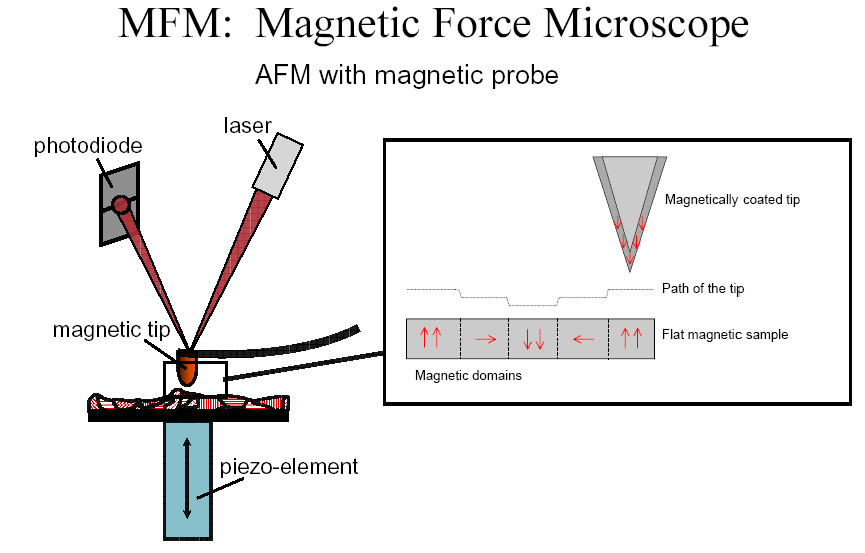 MFM: Magnetic Force Microscope
AFM with magnetic probe
laser
photodiode
magnetic tip
piezo-element
Magnetically coated tip
Path of the tip
Flat magnetic sample
Magnetic domains